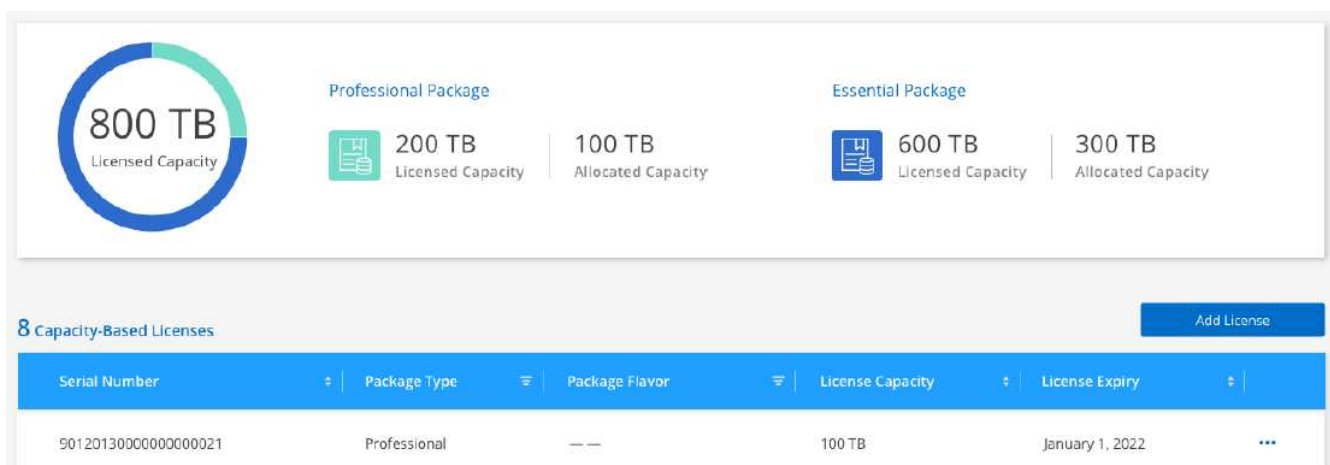 800 TB
Licensed Capacity
Professional Package
200 TB
Licensed Capacity
100 TB
Allocated Capacity
Essential Package
600 TB
Licensed Capacity
300 TB
Allocated Capacity
8 Capacity-Based Licenses
Add License
Serial Number Package Type Package Flavor License Capacity License Expiry
90120130000000000021 Professional — — 100 TB January 1, 2022 •••